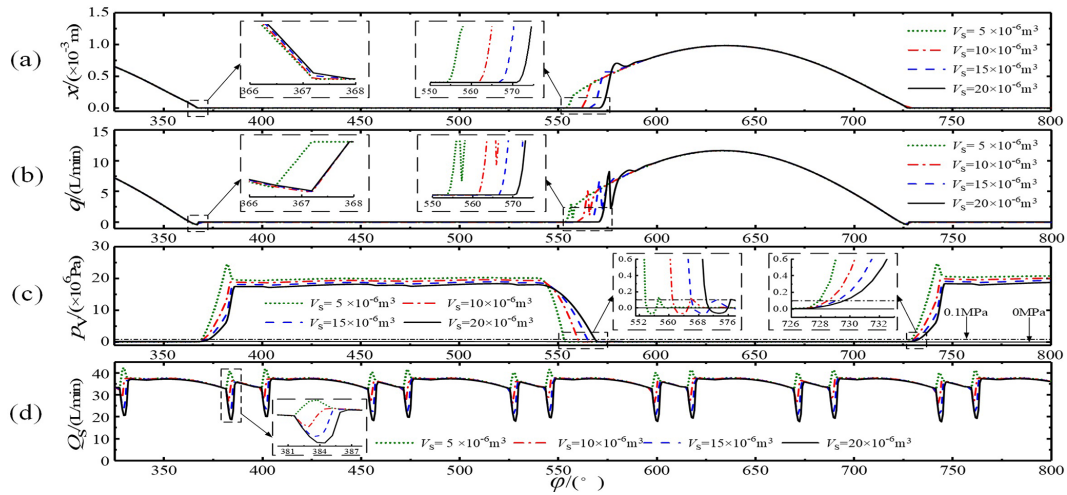 (a)
x/(×10⁻³m)
1.5
1.0
0.5
0.0
366 367 368
550 560 570
Vs= 5 ×10⁻⁶m³
Vs=10×10⁻⁶m³
Vs=15×10⁻⁶m³
Vs=20×10⁻⁶m³
350 400 450 500 550 600 650 700 750 800
(b)
q/(L/min)
15
10
5
0
366 367 368
550 560 570
Vs= 5 ×10⁻⁶m³
Vs=10×10⁻⁶m³
Vs=15×10⁻⁶m³
Vs=20×10⁻⁶m³
350 400 450 500 550 600 650 700 750 800
(c)
pv/(×10⁶Pa)
30
20
10
0
Vs= 5 ×10⁻⁶m³ Vs=10×10⁻⁶m³
Vs=15×10⁻⁶m³ Vs=20×10⁻⁶m³
0.6
0.4
0.2
0.0
552 560 568 576
0.6
0.4
0.2
0.0
726 728 730 732
0.1MPa 0MPa
350 400 450 500 550 600 650 700 750 800
(d)
Qs/(L/min)
40
30
20
10
0
381 384 387
Vs= 5 ×10⁻⁶m³ Vs=10×10⁻⁶m³ Vs=15×10⁻⁶m³ Vs=20×10⁻⁶m³
350 400 450 500 550 600 650 700 750 800
φ/(°)